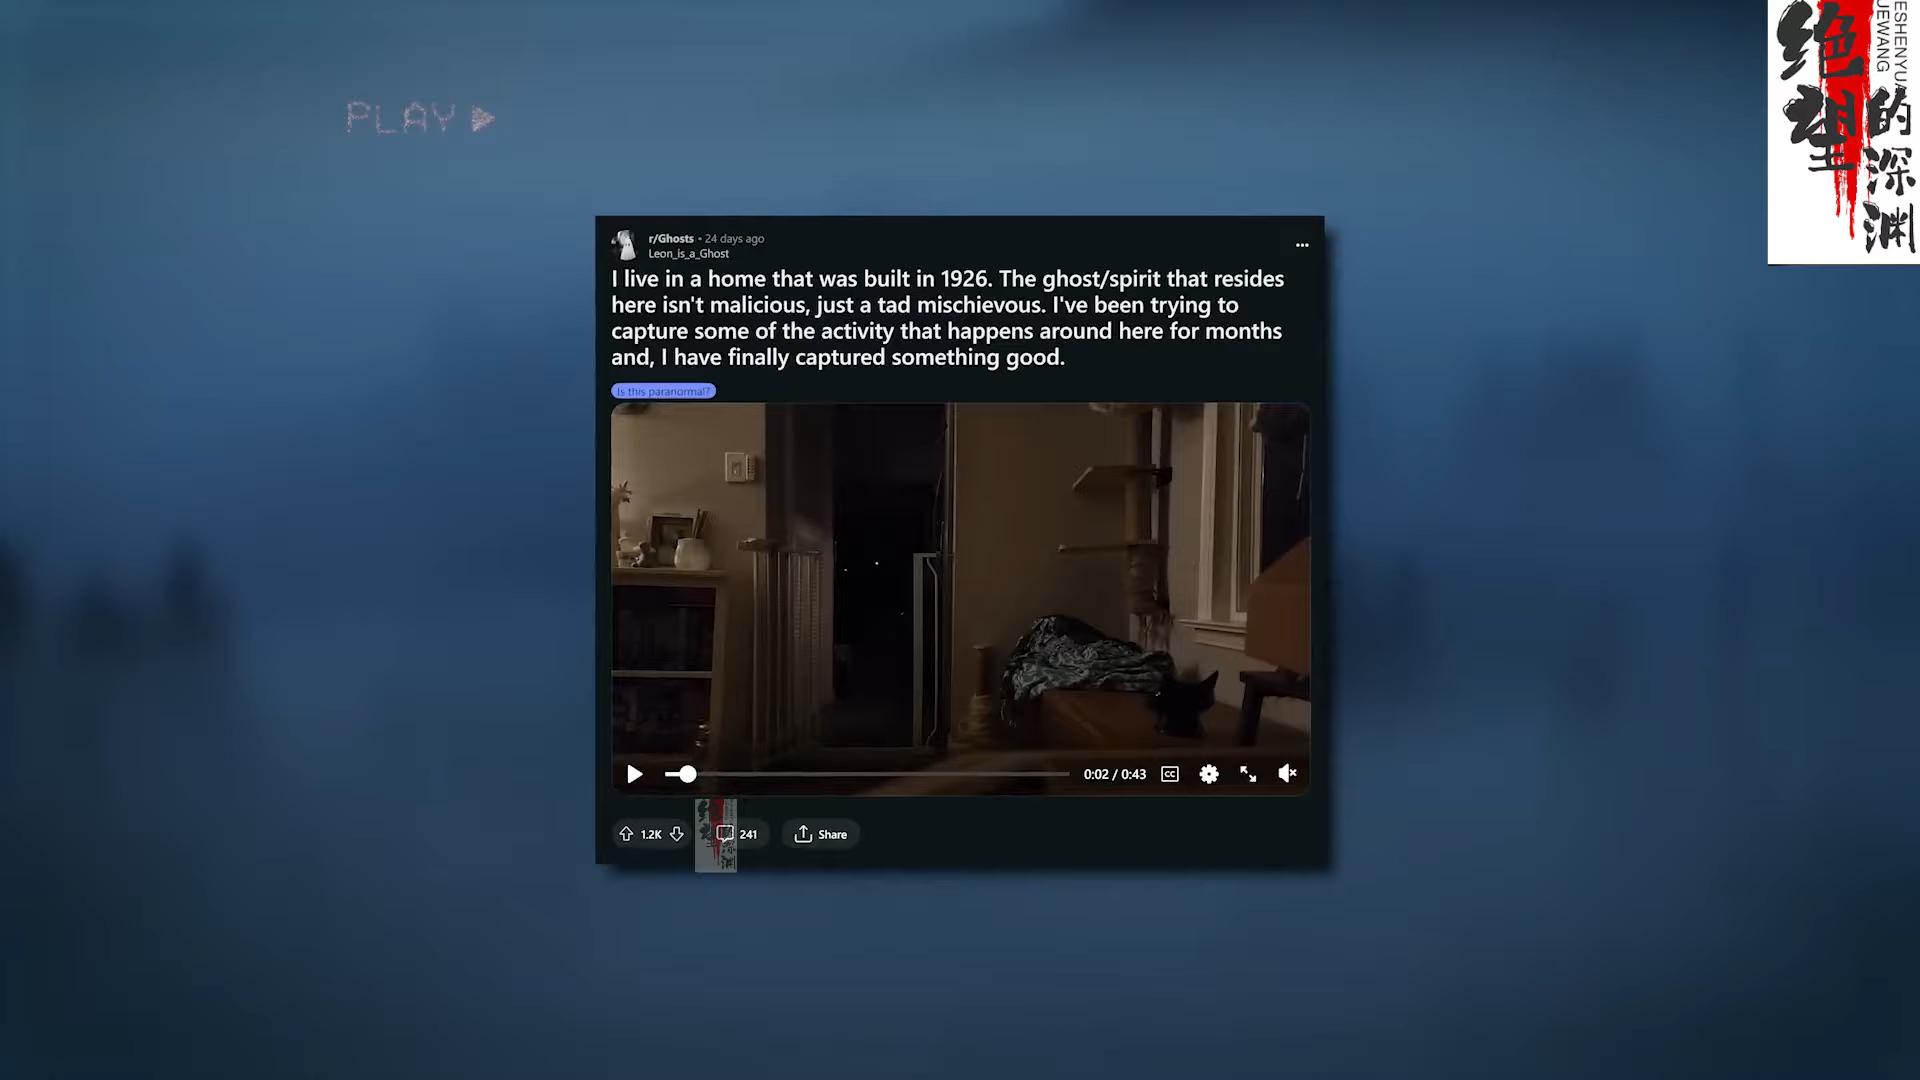 PLAY
绝望
的深渊
JUEWANG
DESHENYUAN
r/Ghosts • 24 days ago
Leon_is_a_Ghost
I live in a home that was built in 1926. The ghost/spirit that resides
here isn't malicious, just a tad mischievous. I've been trying to
capture some of the activity that happens around here for months
and, I have finally captured something good.
Is this paranormal?
0:02 / 0:43
CC
1.2K
241
Share